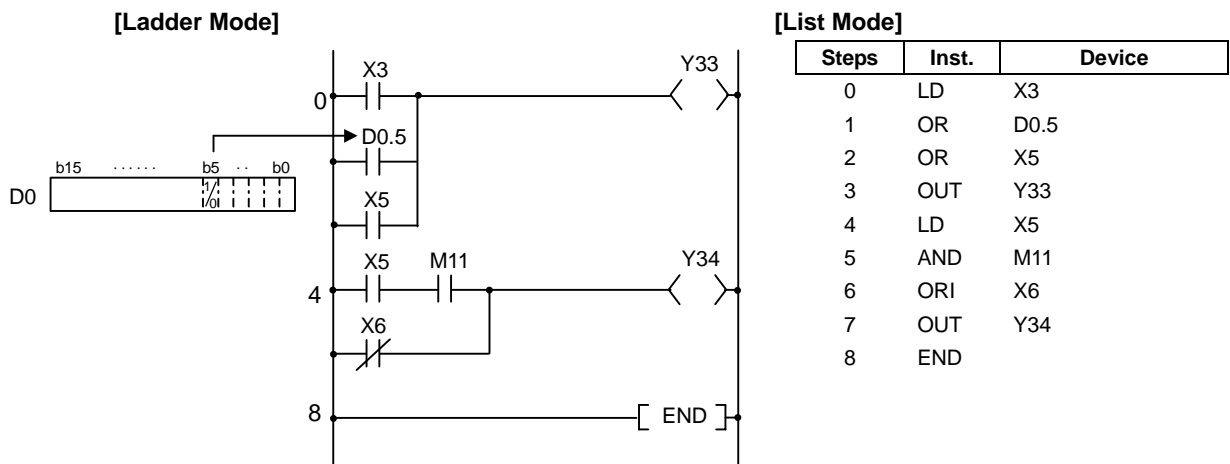 [Ladder Mode]
X3
Y33
0
D0.5
b15 ...... b5 .. b0
D0
1/0
X5
X5 M11
Y34
4
X6
8
END
[List Mode]
Steps Inst. Device
0 LD X3
1 OR D0.5
2 OR X5
3 OUT Y33
4 LD X5
5 AND M11
6 ORI X6
7 OUT Y34
8 END